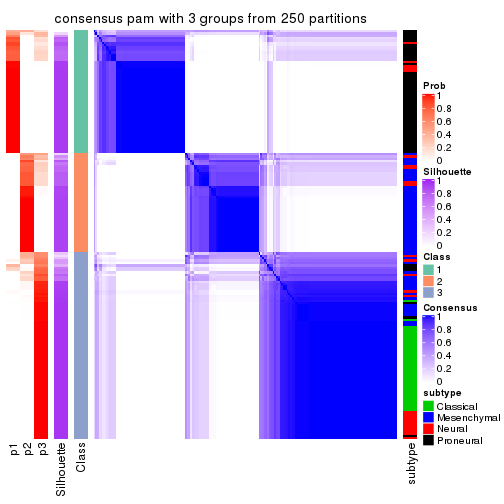 consensus pam with 3 groups from 250 partitions
Prob
1
0.8
0.6
0.4
0.2
0
Silhouette
1
0.8
0.6
0.4
0.2
0
Class
1
2
3
Consensus
1
0.8
0.6
0.4
0.2
0
subtype
Classical
Mesenchymal
Neural
Proneural
p1
p2
p3
Silhouette
Class
subtype